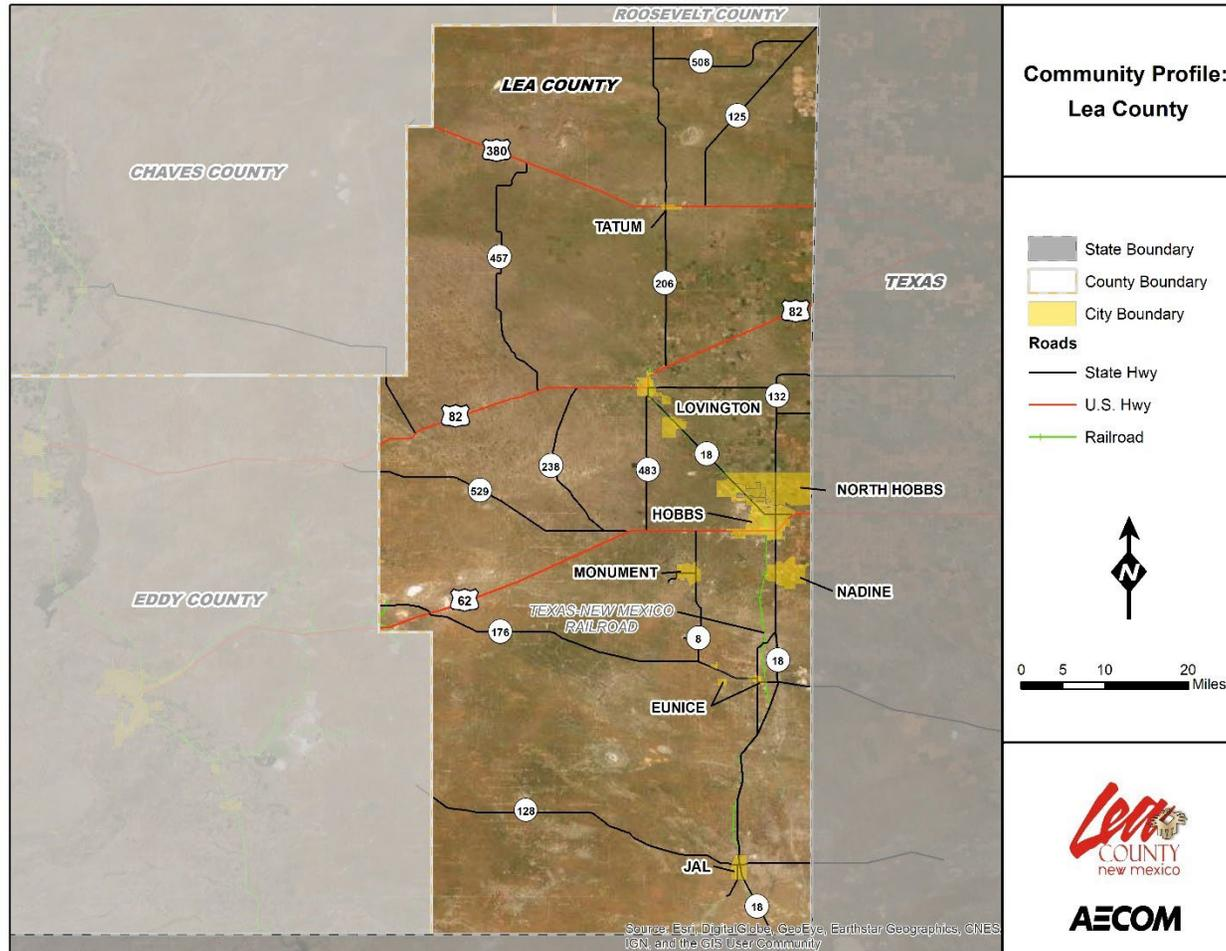 ROOSEVELT COUNTY
LEA COUNTY
508
125
380
CHAVES COUNTY
TATUM
457
206
TEXAS
82
82
LOVINGTON
132
238
483
18
529
NORTH HOBBS
HOBBS
MONUMENT
NADINE
EDDY COUNTY
62
TEXAS-NEW MEXICO
RAILROAD
176
8
18
EUNICE
128
JAL
18
Source: Esri, DigitalGlobe, GeoEye, Earthstar Geographics, CNES
IGN, and the GIS User Community
Community Profile:
Lea County
State Boundary
County Boundary
City Boundary
Roads
State Hwy
U.S. Hwy
Railroad
N
0 5 10 20
Miles
Lea
COUNTY
new mexico
AECOM